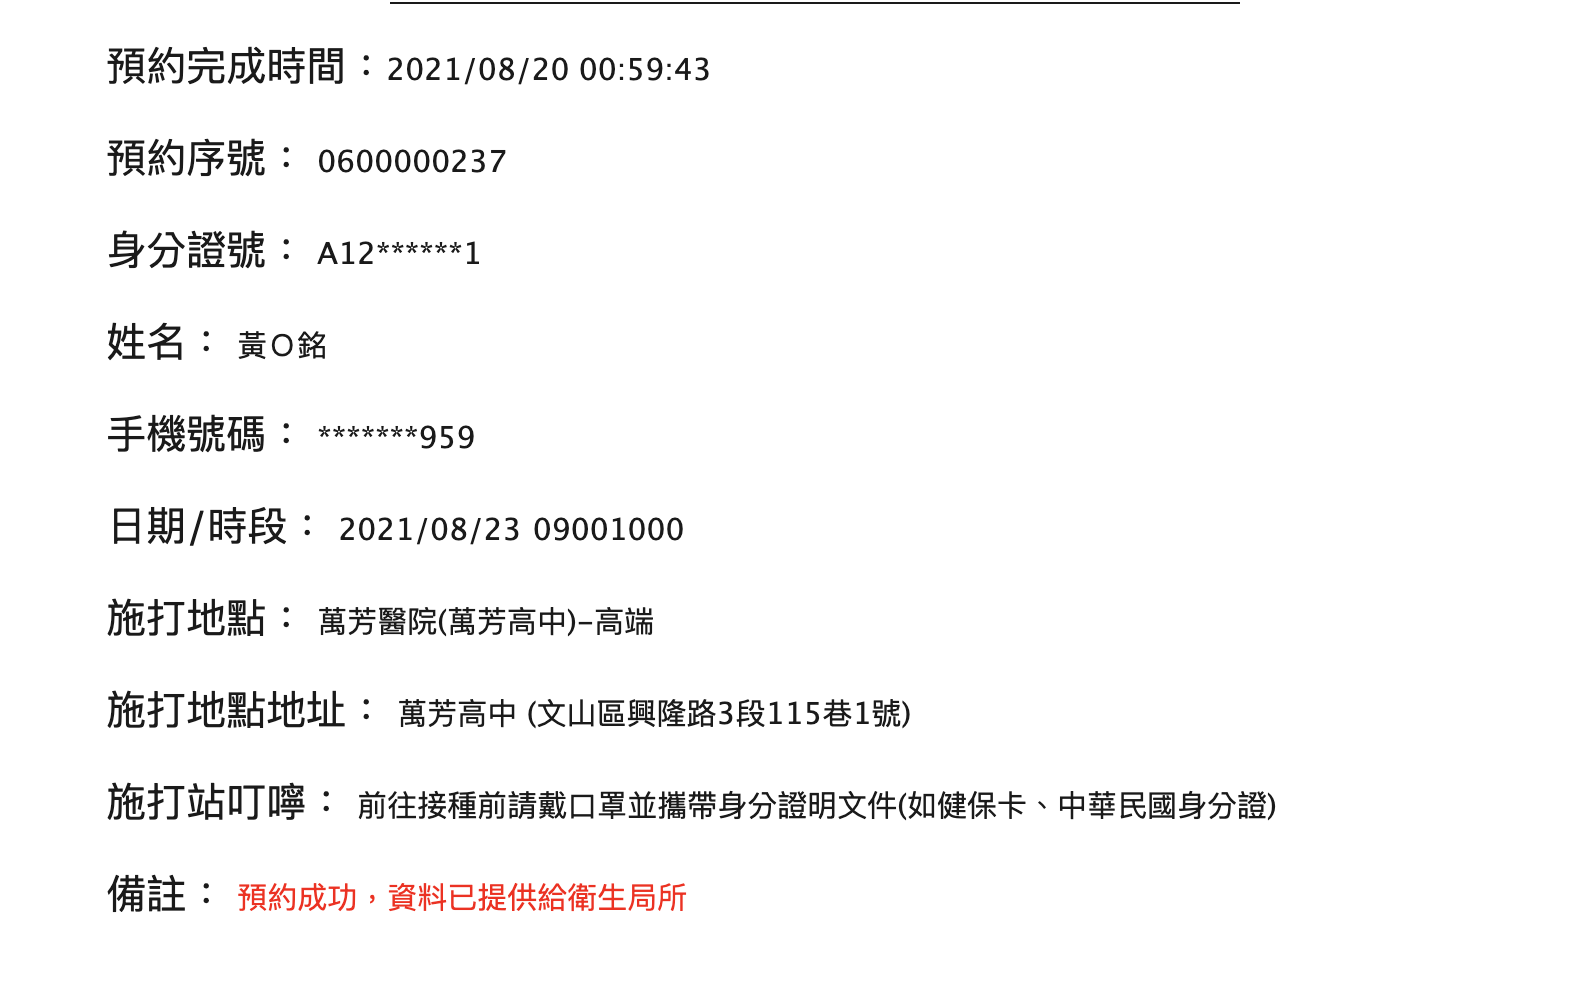 預約完成時間：2021/08/20 00:59:43
預約序號： 0600000237
身分證號： A12******1
姓名： 黃O銘
手機號碼： *******959
日期/時段： 2021/08/23 09001000
施打地點： 萬芳醫院(萬芳高中)–高端
施打地點地址： 萬芳高中 (文山區興隆路3段115巷1號)
施打站叮嚀： 前往接種前請戴口罩並攜帶身分證明文件(如健保卡、中華民國身分證)
備註： 預約成功，資料已提供給衛生局所